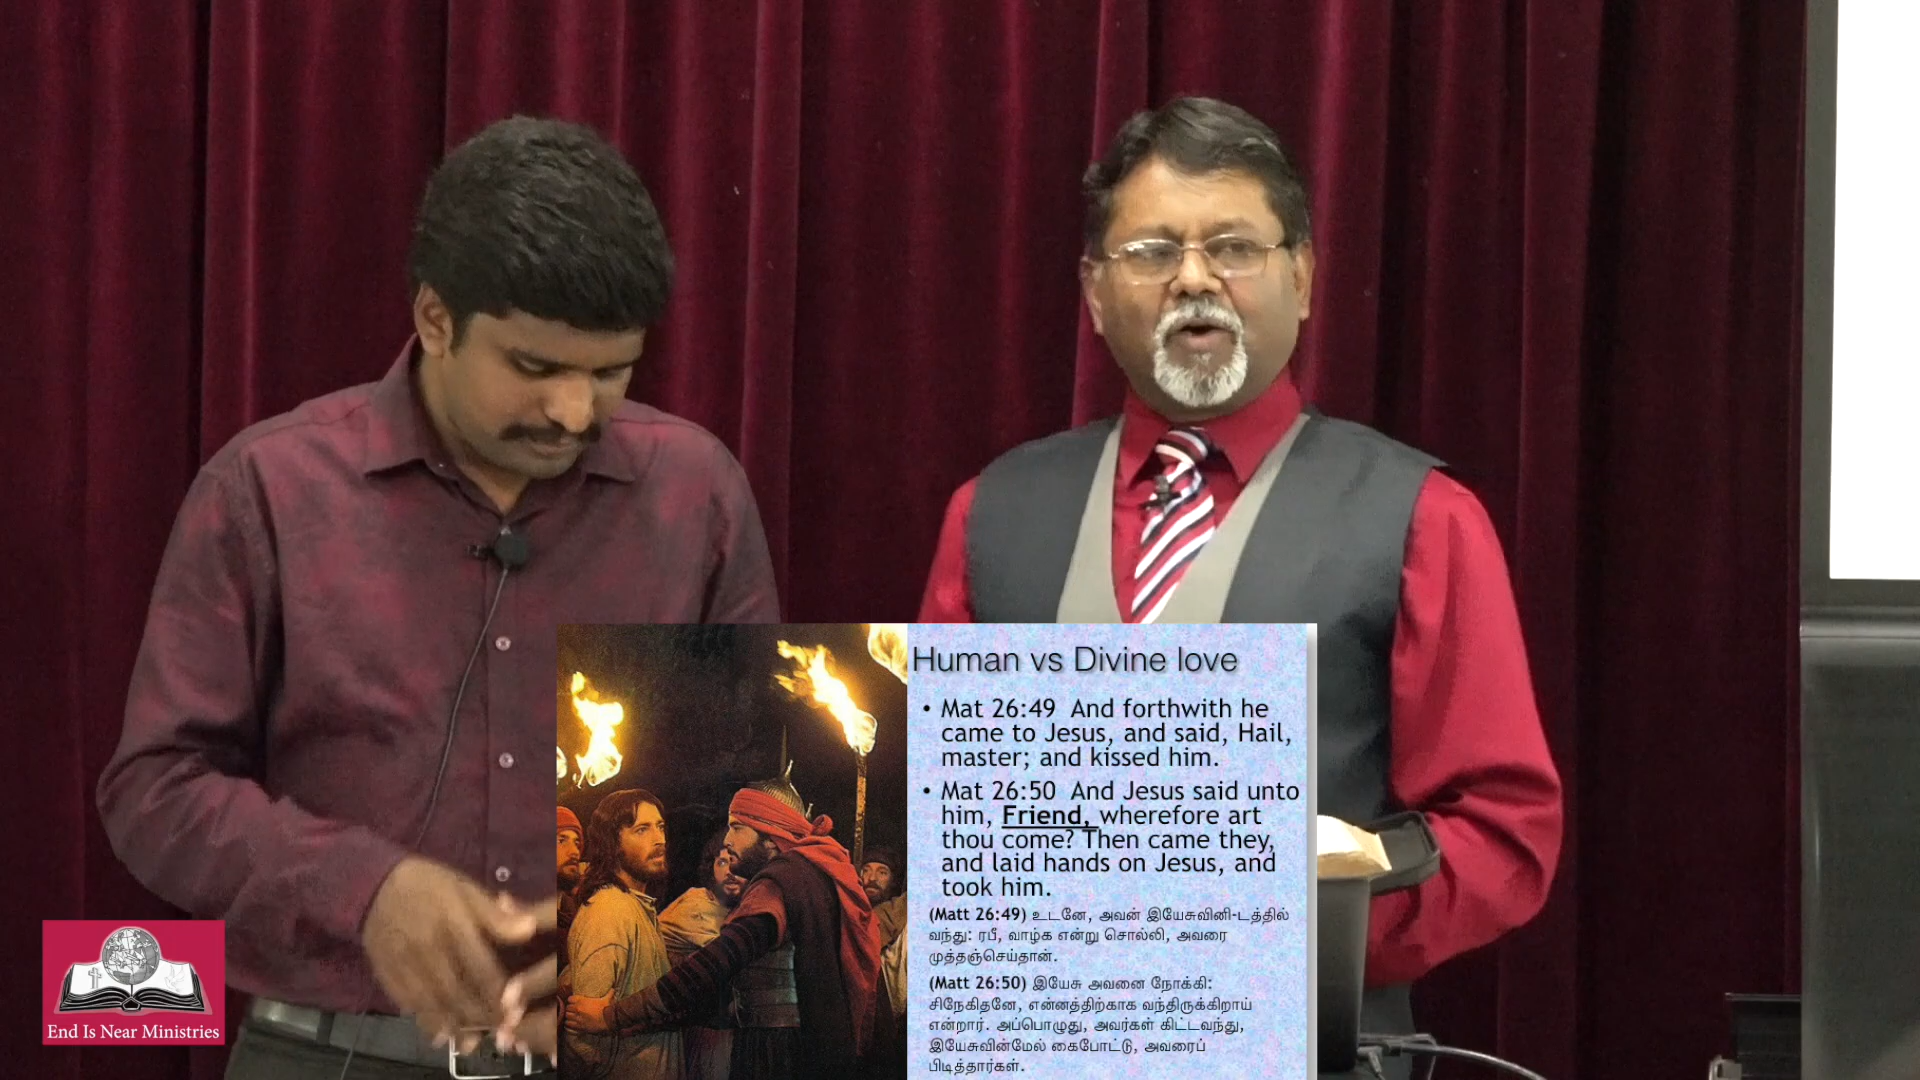 Human vs Divine love
• Mat 26:49 And forthwith he
came to Jesus, and said, Hail,
master; and kissed him.
• Mat 26:50 And Jesus said unto
him, Friend, wherefore art
thou come? Then came they,
and laid hands on Jesus, and
took him.
(Matt 26:49) உடனே, அவன் இயேசுவினி-டத்தில்
வந்து: ரபீ, வாழ்க என்று சொல்லி, அவரை
முத்தஞ்செய்தான்.
(Matt 26:50) இயேசு அவனை நோக்கி:
சிநேகிதனே, என்னத்திற்காக வந்திருக்கிறாய்
என்றார். அப்பொழுது, அவர்கள் கிட்டவந்து,
இயேசுவின்மேல் கைபோட்டு, அவரைப்
பிடித்தார்கள்.
End Is Near Ministries